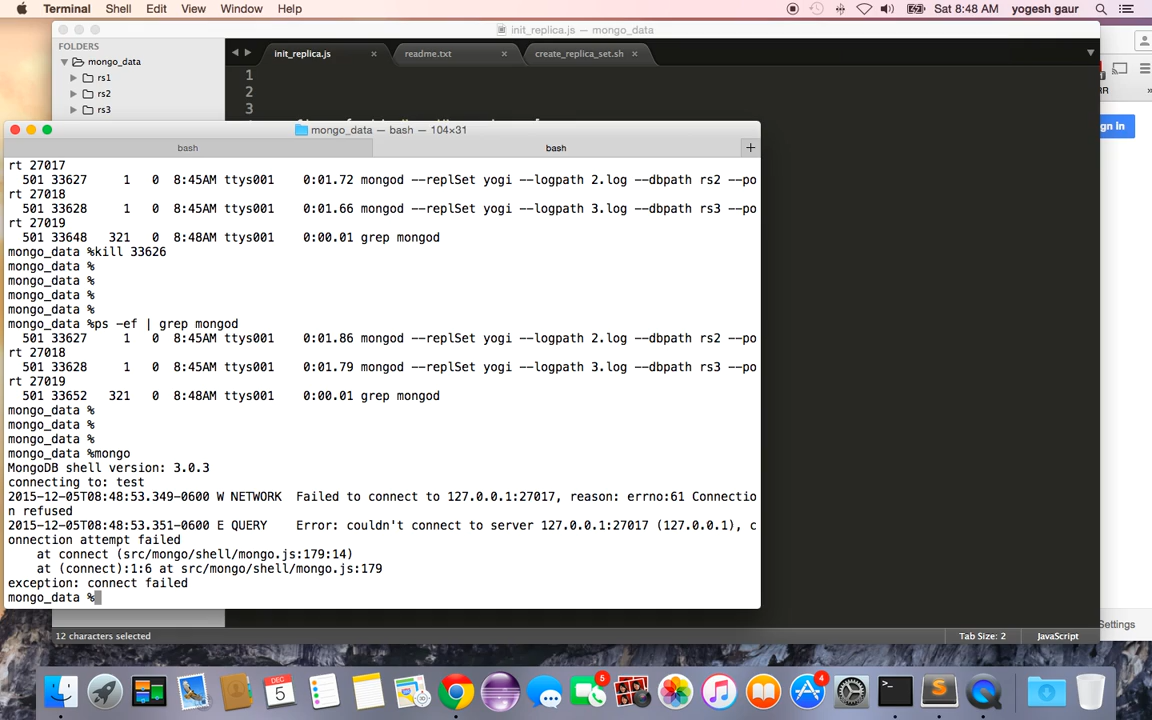 Terminal Shell Edit View Window Help Sat 8:48 AM yogesh gaur
init_replica.js — mongo_data
FOLDERS
mongo_data
rs1
rs2
rs3
init_replica.js × readme.txt × create_replica_set.sh ×
1
2
3
gn In
mongo_data — bash — 104×31
bash bash +
rt 27017
501 33627 1 0 8:45AM ttys001 0:01.72 mongod --replSet yogi --logpath 2.log --dbpath rs2 --po
rt 27018
501 33628 1 0 8:45AM ttys001 0:01.66 mongod --replSet yogi --logpath 3.log --dbpath rs3 --po
rt 27019
501 33648 321 0 8:48AM ttys001 0:00.01 grep mongod
mongo_data %kill 33626
mongo_data %
mongo_data %
mongo_data %
mongo_data %
mongo_data %ps -ef | grep mongod
501 33627 1 0 8:45AM ttys001 0:01.86 mongod --replSet yogi --logpath 2.log --dbpath rs2 --po
rt 27018
501 33628 1 0 8:45AM ttys001 0:01.79 mongod --replSet yogi --logpath 3.log --dbpath rs3 --po
rt 27019
501 33652 321 0 8:48AM ttys001 0:00.01 grep mongod
mongo_data %
mongo_data %
mongo_data %
mongo_data %mongo
MongoDB shell version: 3.0.3
connecting to: test
2015-12-05T08:48:53.349-0600 W NETWORK Failed to connect to 127.0.0.1:27017, reason: errno:61 Connectio
n refused
2015-12-05T08:48:53.351-0600 E QUERY Error: couldn't connect to server 127.0.0.1:27017 (127.0.0.1), c
onnection attempt failed
at connect (src/mongo/shell/mongo.js:179:14)
at (connect):1:6 at src/mongo/shell/mongo.js:179
exception: connect failed
mongo_data %
Settings
12 characters selected Tab Size: 2 JavaScript
DEC
5
5
4